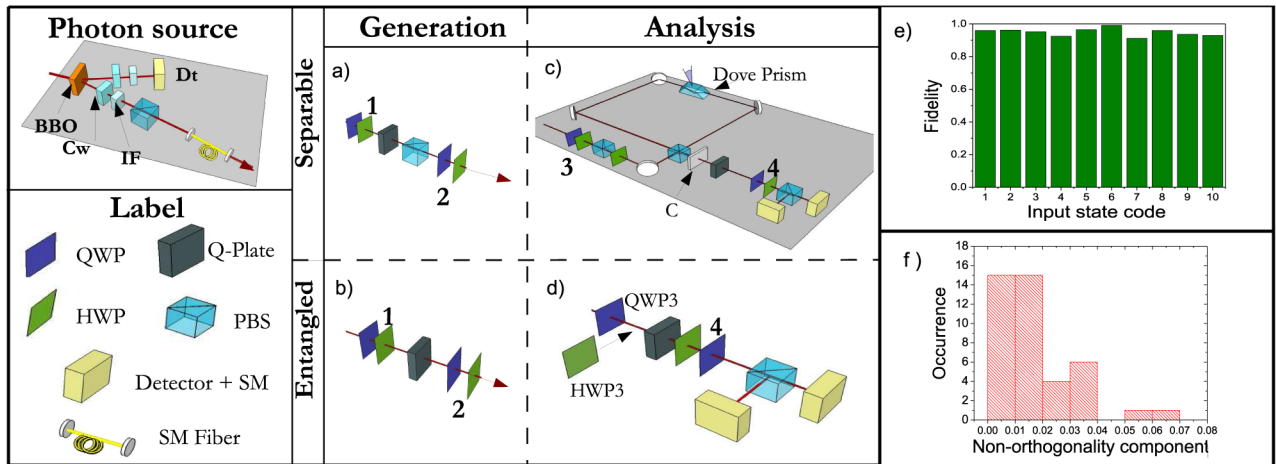 Photon source
Dt
BBO
Cw
IF
Label
QWP
Q-Plate
HWP
PBS
Detector + SM
SM Fiber
Generation
Analysis
Separable
Entangled
a)
1
2
c)
Dove Prism
3
4
C
b)
1
2
d)
QWP3
4
HWP3
e)
1.0
0.8
0.6
0.4
0.2
0.0
Fidelity
1 2 3 4 5 6 7 8 9 10
Input state code
f )
18
16
14
12
10
8
6
4
2
0
Occurrence
0.00 0.01 0.02 0.03 0.04 0.05 0.06 0.07 0.08
Non-orthogonality component